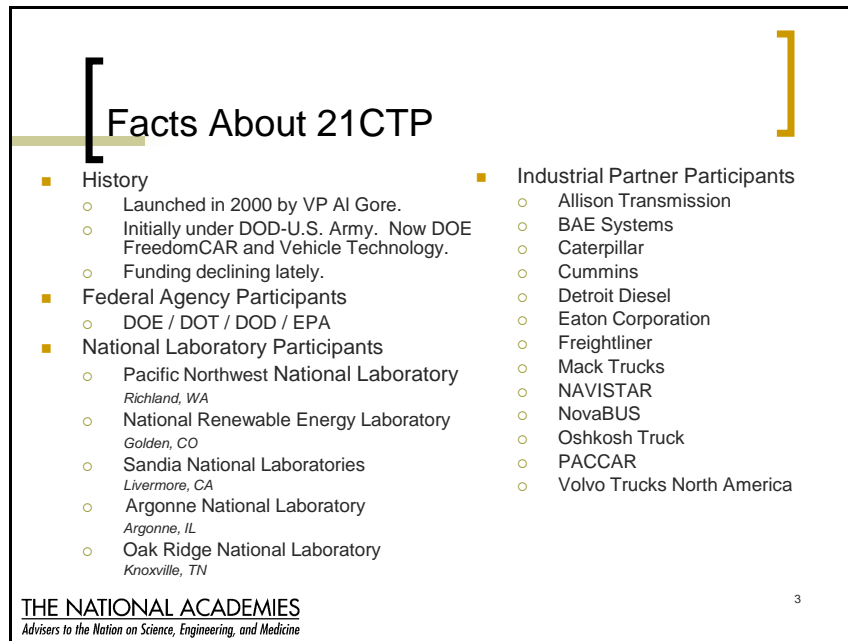 Facts About 21CTP
History
Launched in 2000 by VP Al Gore.
Initially under DOD-U.S. Army.  Now DOE
FreedomCAR and Vehicle Technology.
Funding declining lately.
Federal Agency Participants
DOE / DOT / DOD / EPA
National Laboratory Participants
Pacific Northwest National Laboratory
Richland, WA
National Renewable Energy Laboratory
Golden, CO
Sandia National Laboratories
Livermore, CA
Argonne National Laboratory
Argonne, IL
Oak Ridge National Laboratory
Knoxville, TN
Industrial Partner Participants
Allison Transmission
BAE Systems
Caterpillar
Cummins
Detroit Diesel
Eaton Corporation
Freightliner
Mack Trucks
NAVISTAR
NovaBUS
Oshkosh Truck
PACCAR
Volvo Trucks North America
THE NATIONAL ACADEMIES
Advisers to the Nation on Science, Engineering, and Medicine
3